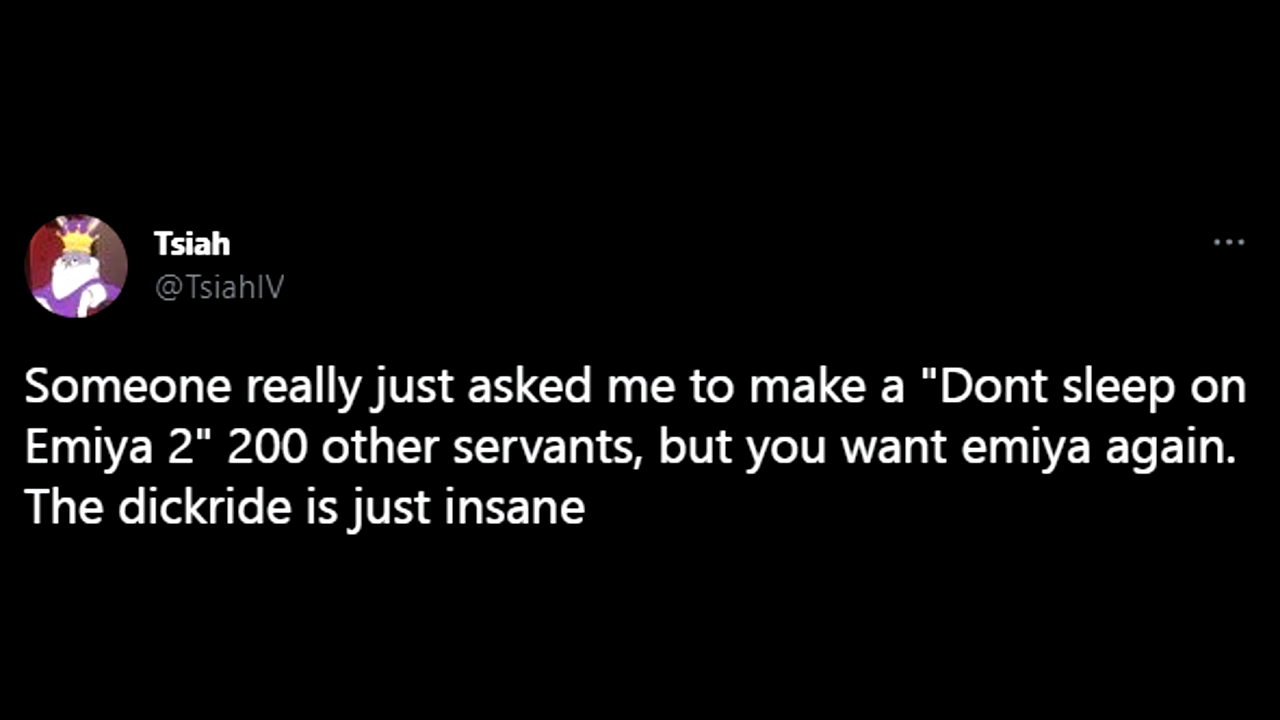 Tsiah
@TsiahIV
Someone really just asked me to make a "Dont sleep on
Emiya 2" 200 other servants, but you want emiya again.
The dickride is just insane